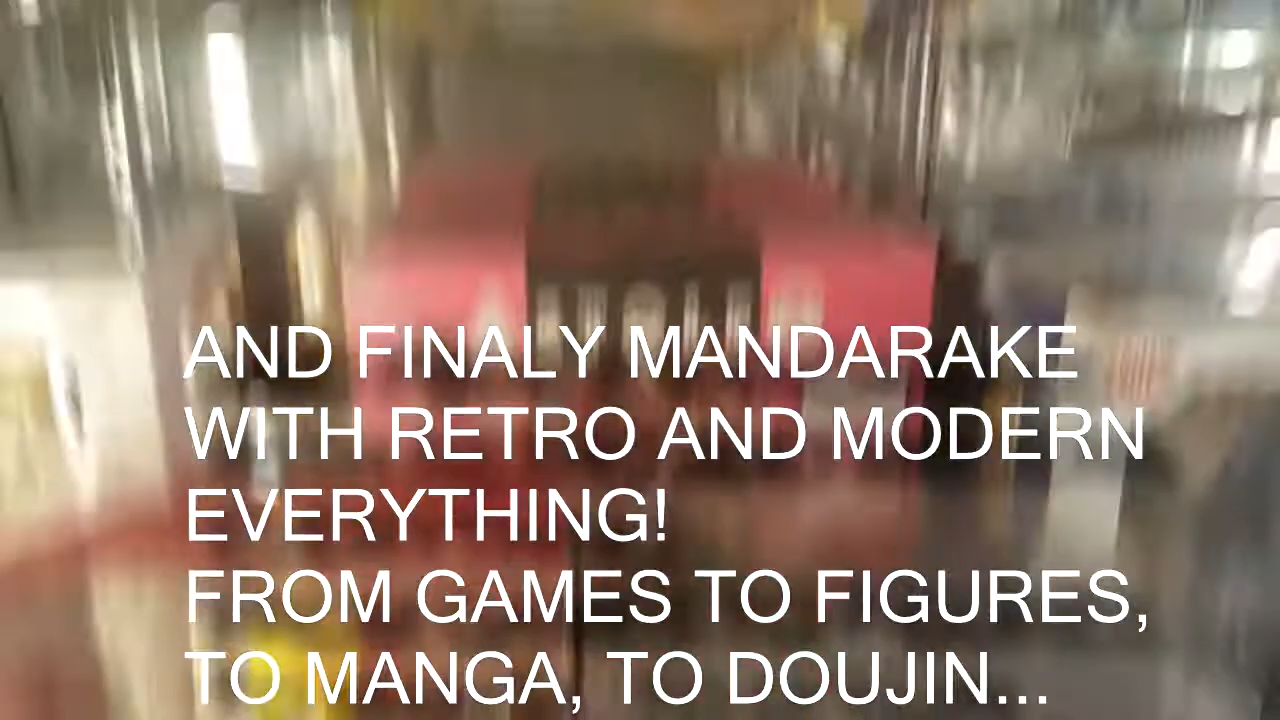 AND FINALY MANDARAKE
WITH RETRO AND MODERN
EVERYTHING!
FROM GAMES TO FIGURES,
TO MANGA, TO DOUJIN...